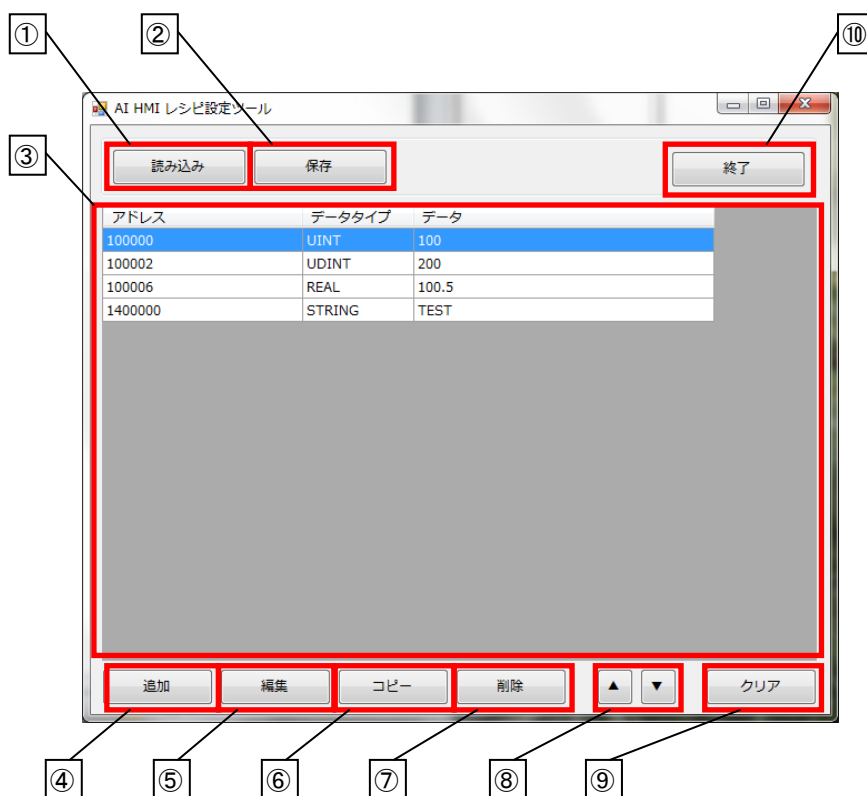 ① ② ⑩
AI HMI レシピ設定ツール
③
読み込み 保存 終了
アドレス データタイプ データ
100000 UINT 100
100002 UDINT 200
100006 REAL 100.5
1400000 STRING TEST
追加 編集 コピー 削除 ▲ ▼ クリア
④ ⑤ ⑥ ⑦ ⑧ ⑨